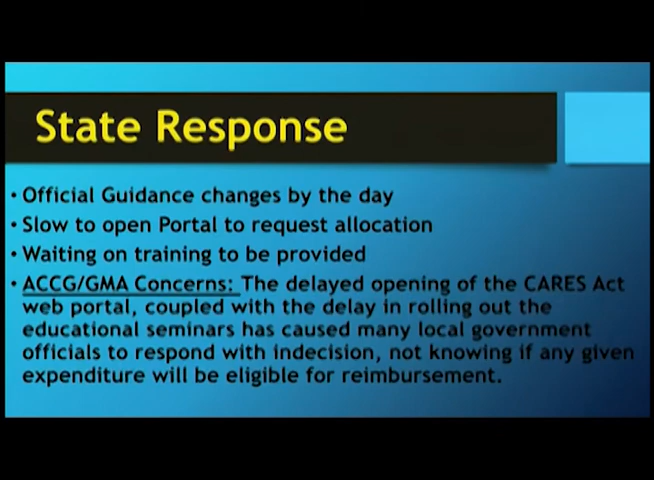 State Response
• Official Guidance changes by the day
• Slow to open Portal to request allocation
• Waiting on training to be provided
• ACCG/GMA Concerns: The delayed opening of the CARES Act
web portal, coupled with the delay in rolling out the
educational seminars has caused many local government
officials to respond with indecision, not knowing if any given
expenditure will be eligible for reimbursement.